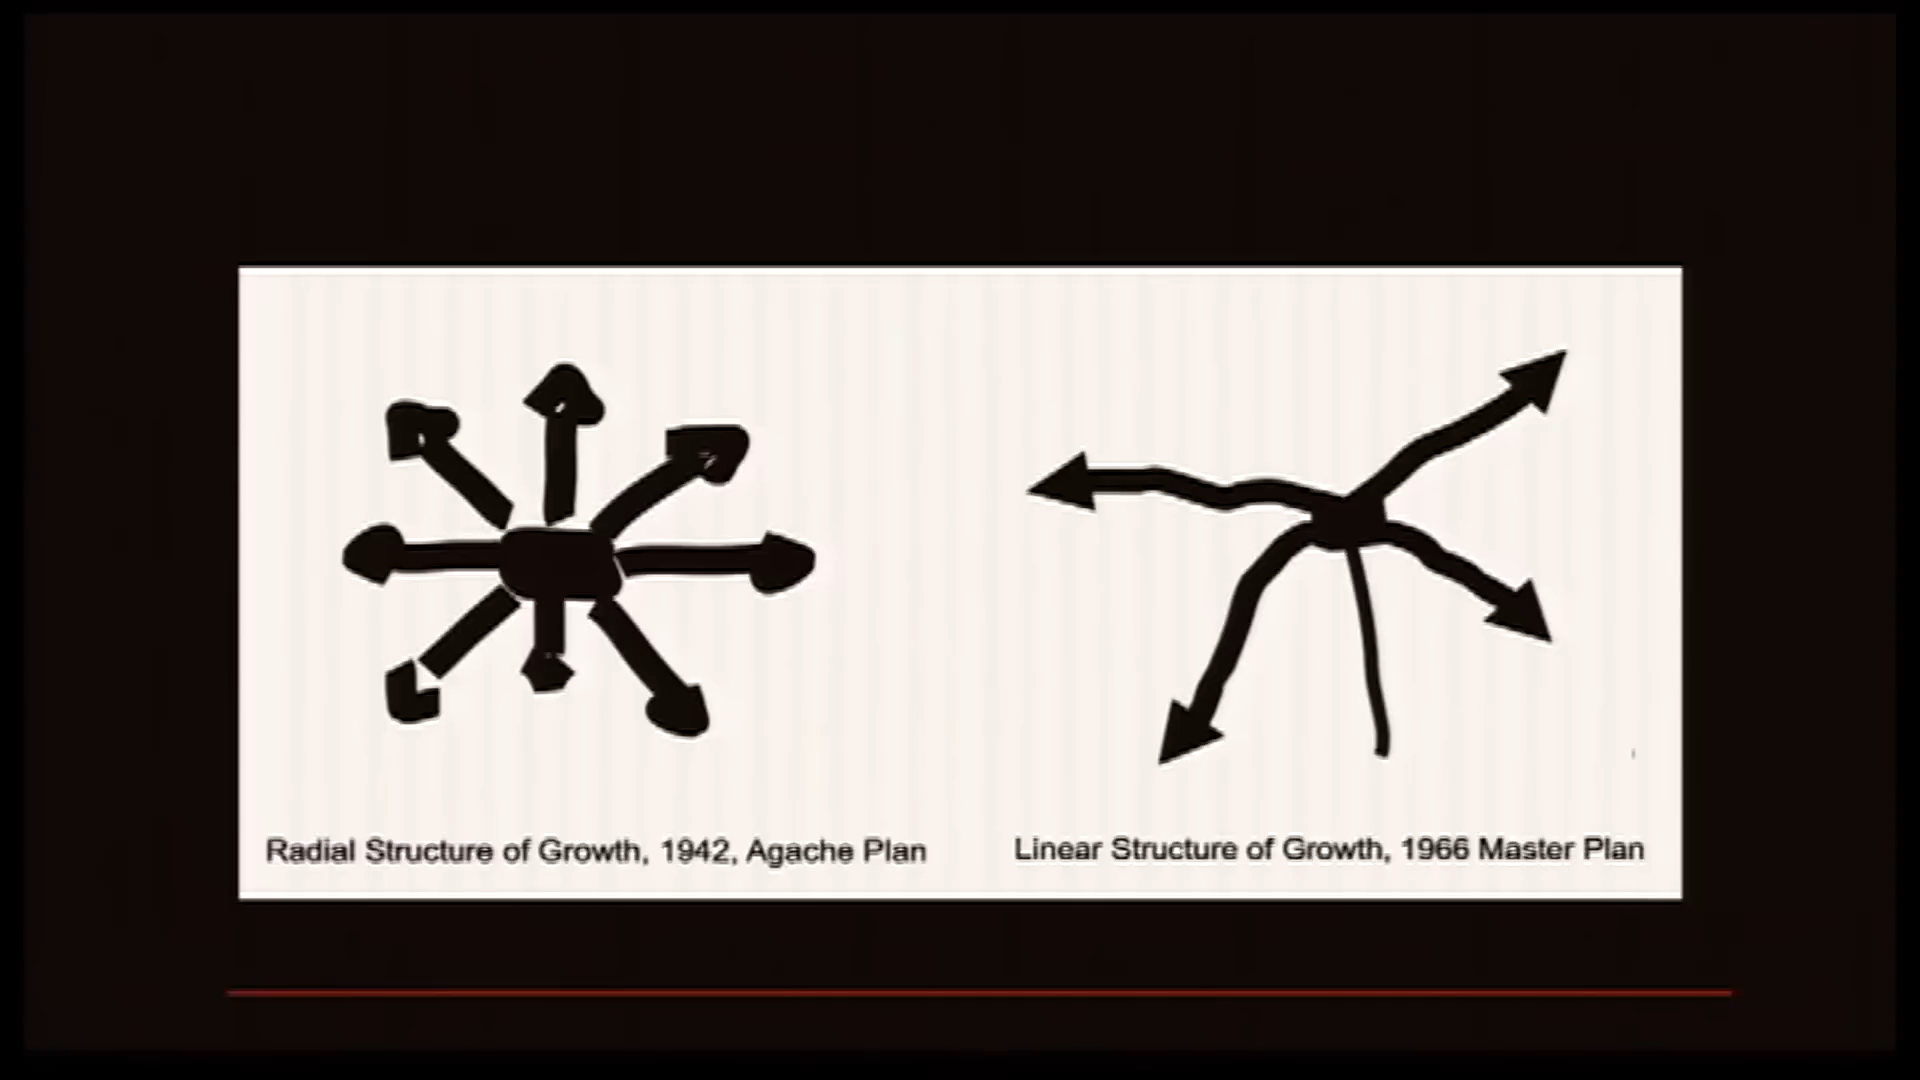 Radial Structure of Growth, 1942, Agache Plan
Linear Structure of Growth, 1966 Master Plan